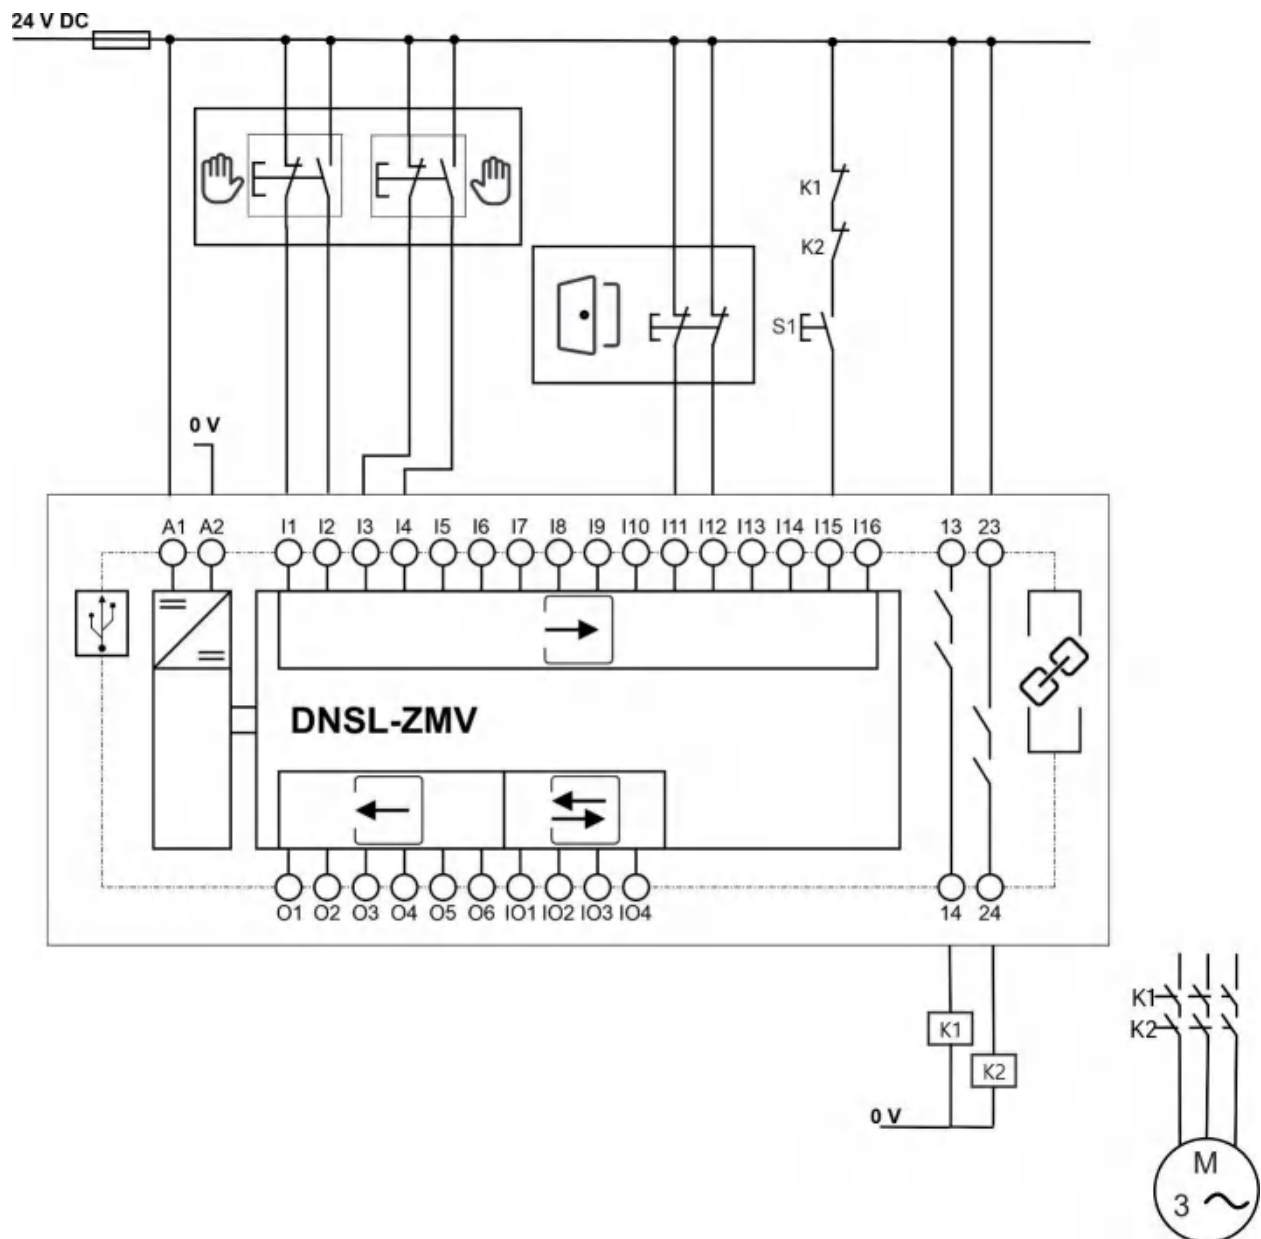 24 V DC
K1
K2
S1
0 V
A1 A2 I1 I2 I3 I4 I5 I6 I7 I8 I9 I10 I11 I12 I13 I14 I15 I16 13 23
DNSL-ZMV
O1 O2 O3 O4 O5 O6 IO1 IO2 IO3 IO4 14 24
K1
K2
K1
K2
0 V
M
3